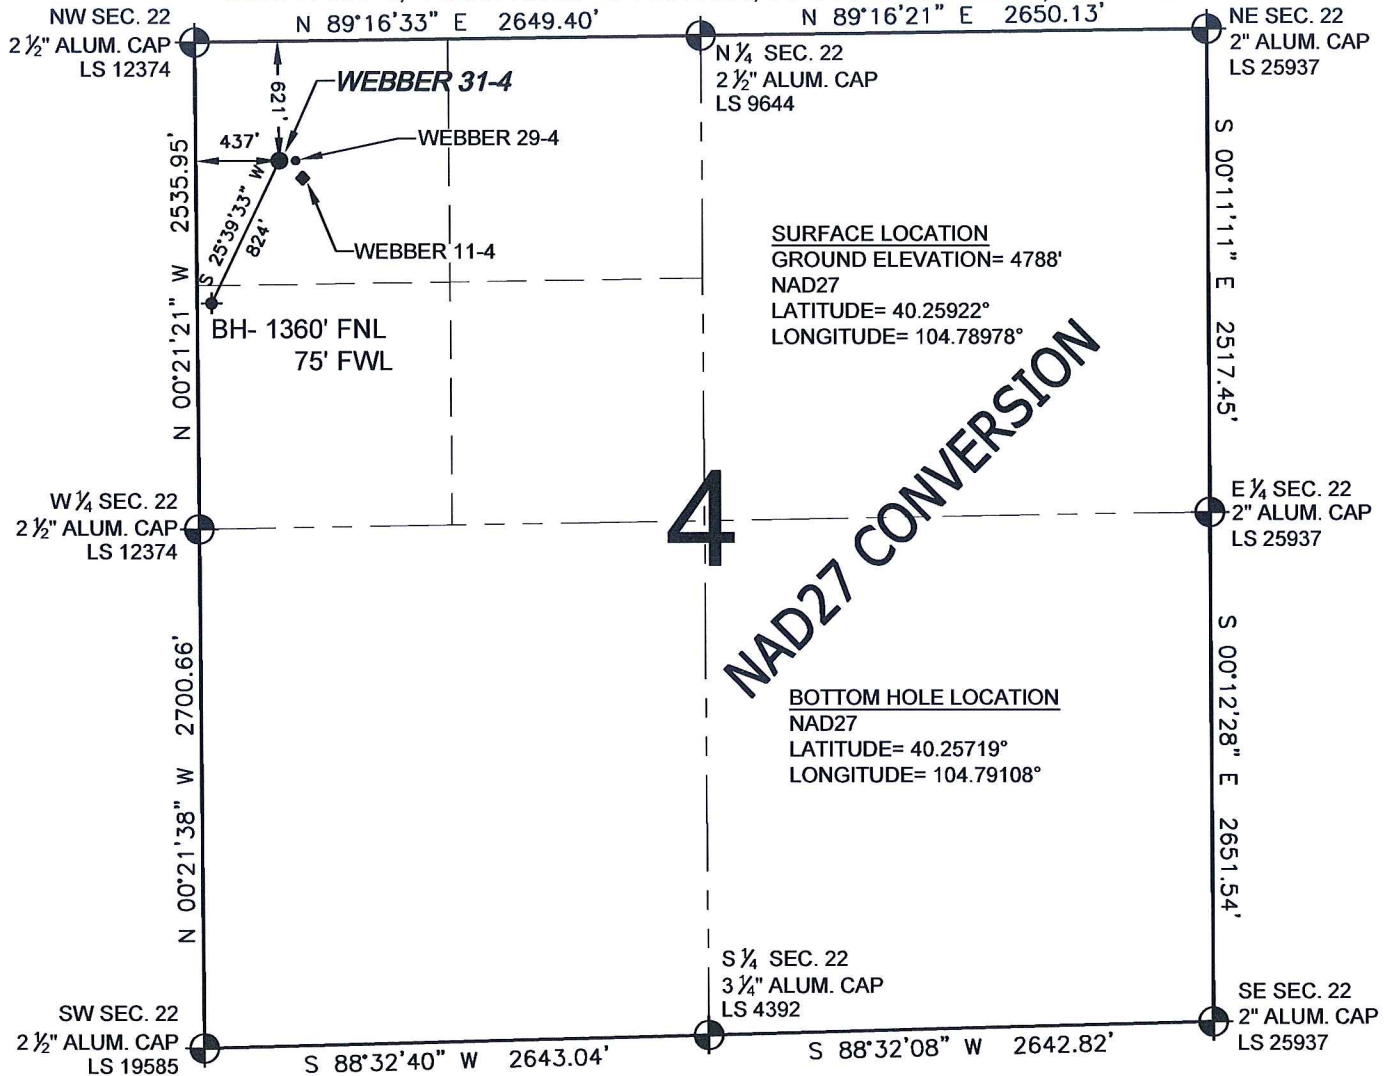 N 89°16'33" E 2649.40'
N 89°16'21" E 2650.13'
NW SEC. 22
2 ½" ALUM. CAP
LS 12374
N ¼ SEC. 22
2 ½" ALUM. CAP
LS 9644
NE SEC. 22
2" ALUM. CAP
LS 25937
621'
WEBBER 31-4
437'
WEBBER 29-4
WEBBER 11-4
S 25°39'33" W
824'
BH- 1360' FNL
75' FWL
N 00°21'21" W 2535.95'
SURFACE LOCATION
GROUND ELEVATION= 4788'
NAD27
LATITUDE= 40.25922°
LONGITUDE= 104.78978°
S 00°11'11" E 2517.45'
NAD27 CONVERSION
4
W ¼ SEC. 22
2 ½" ALUM. CAP
LS 12374
E ¼ SEC. 22
2" ALUM. CAP
LS 25937
N 00°21'38" W 2700.66'
BOTTOM HOLE LOCATION
NAD27
LATITUDE= 40.25719°
LONGITUDE= 104.79108°
S 00°12'28" E 2651.54'
SW SEC. 22
2 ½" ALUM. CAP
LS 19585
S ¼ SEC. 22
3 ¼" ALUM. CAP
LS 4392
SE SEC. 22
2" ALUM. CAP
LS 25937
S 88°32'40" W 2643.04'
S 88°32'08" W 2642.82'